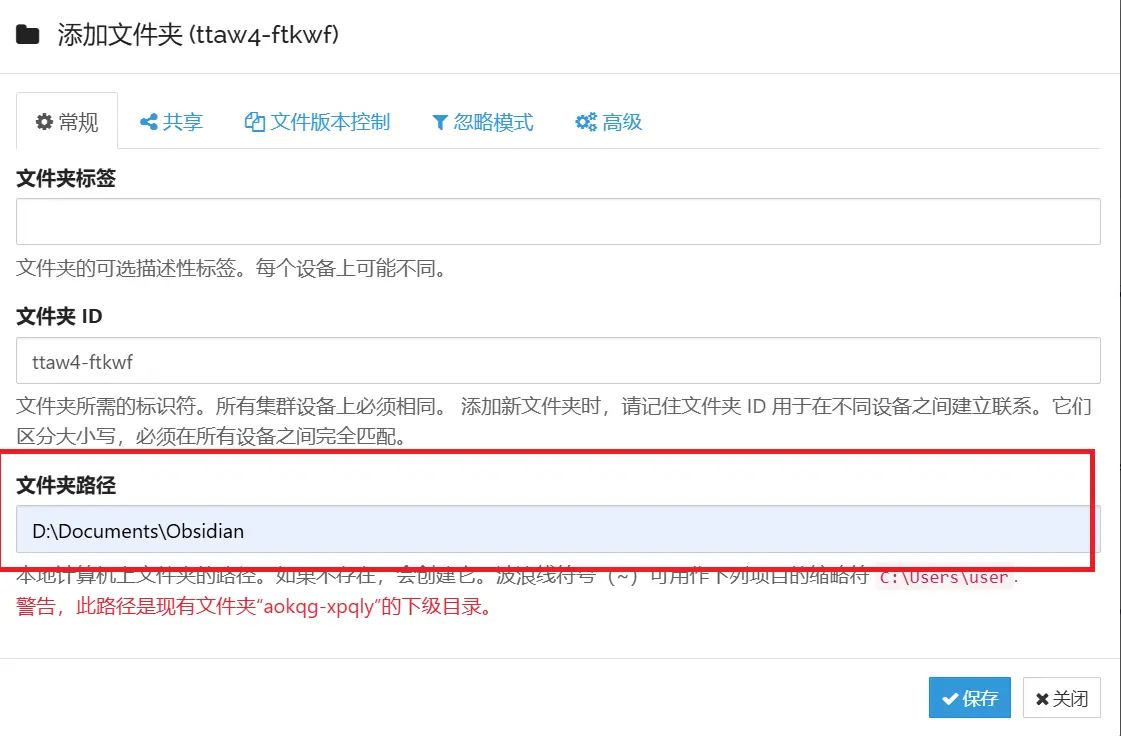 添加文件夹 (ttaw4-ftkwf)
常规 共享 文件版本控制 忽略模式 高级
文件夹标签
文件夹的可选描述性标签。每个设备上可能不同。
文件夹 ID
ttaw4-ftkwf
文件夹所需的标识符。所有集群设备上必须相同。 添加新文件夹时，请记住文件夹 ID 用于在不同设备之间建立联系。它们
区分大小写，必须在所有设备之间完全匹配。
文件夹路径
D:\Documents\Obsidian
本地计算机上文件夹的路径。如果不存在，会创建它。波浪线符号（~）可用作下列项目的缩略符 C:\Users\user.
警告，此路径是现有文件夹“aokqg-xpqly”的下级目录。
保存 关闭